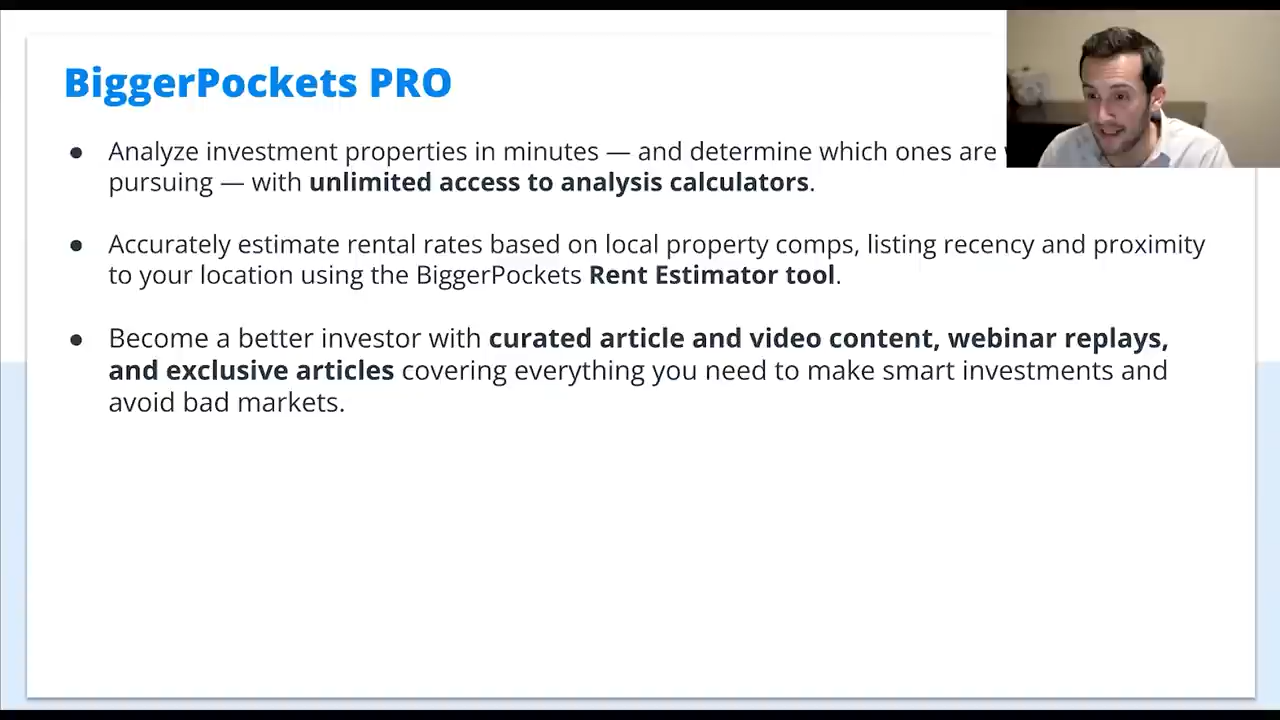 BiggerPockets PRO
● Analyze investment properties in minutes — and determine which ones are
pursuing — with unlimited access to analysis calculators.
● Accurately estimate rental rates based on local property comps, listing recency and proximity
to your location using the BiggerPockets Rent Estimator tool.
● Become a better investor with curated article and video content, webinar replays,
and exclusive articles covering everything you need to make smart investments and
avoid bad markets.